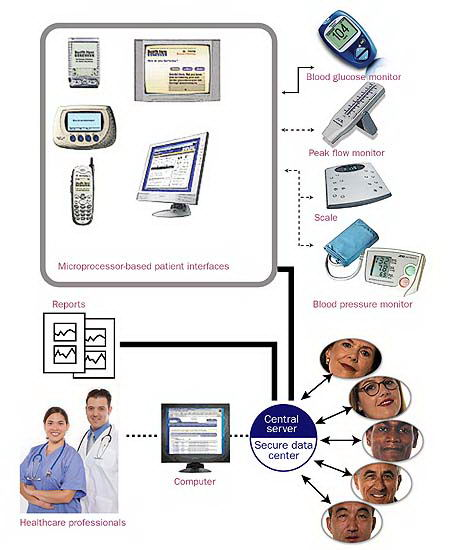 104
Blood glucose monitor
Peak flow monitor
Scale
Microprocessor-based patient interfaces
Blood pressure monitor
Reports
Central
server
Secure data
center
Computer
Healthcare professionals